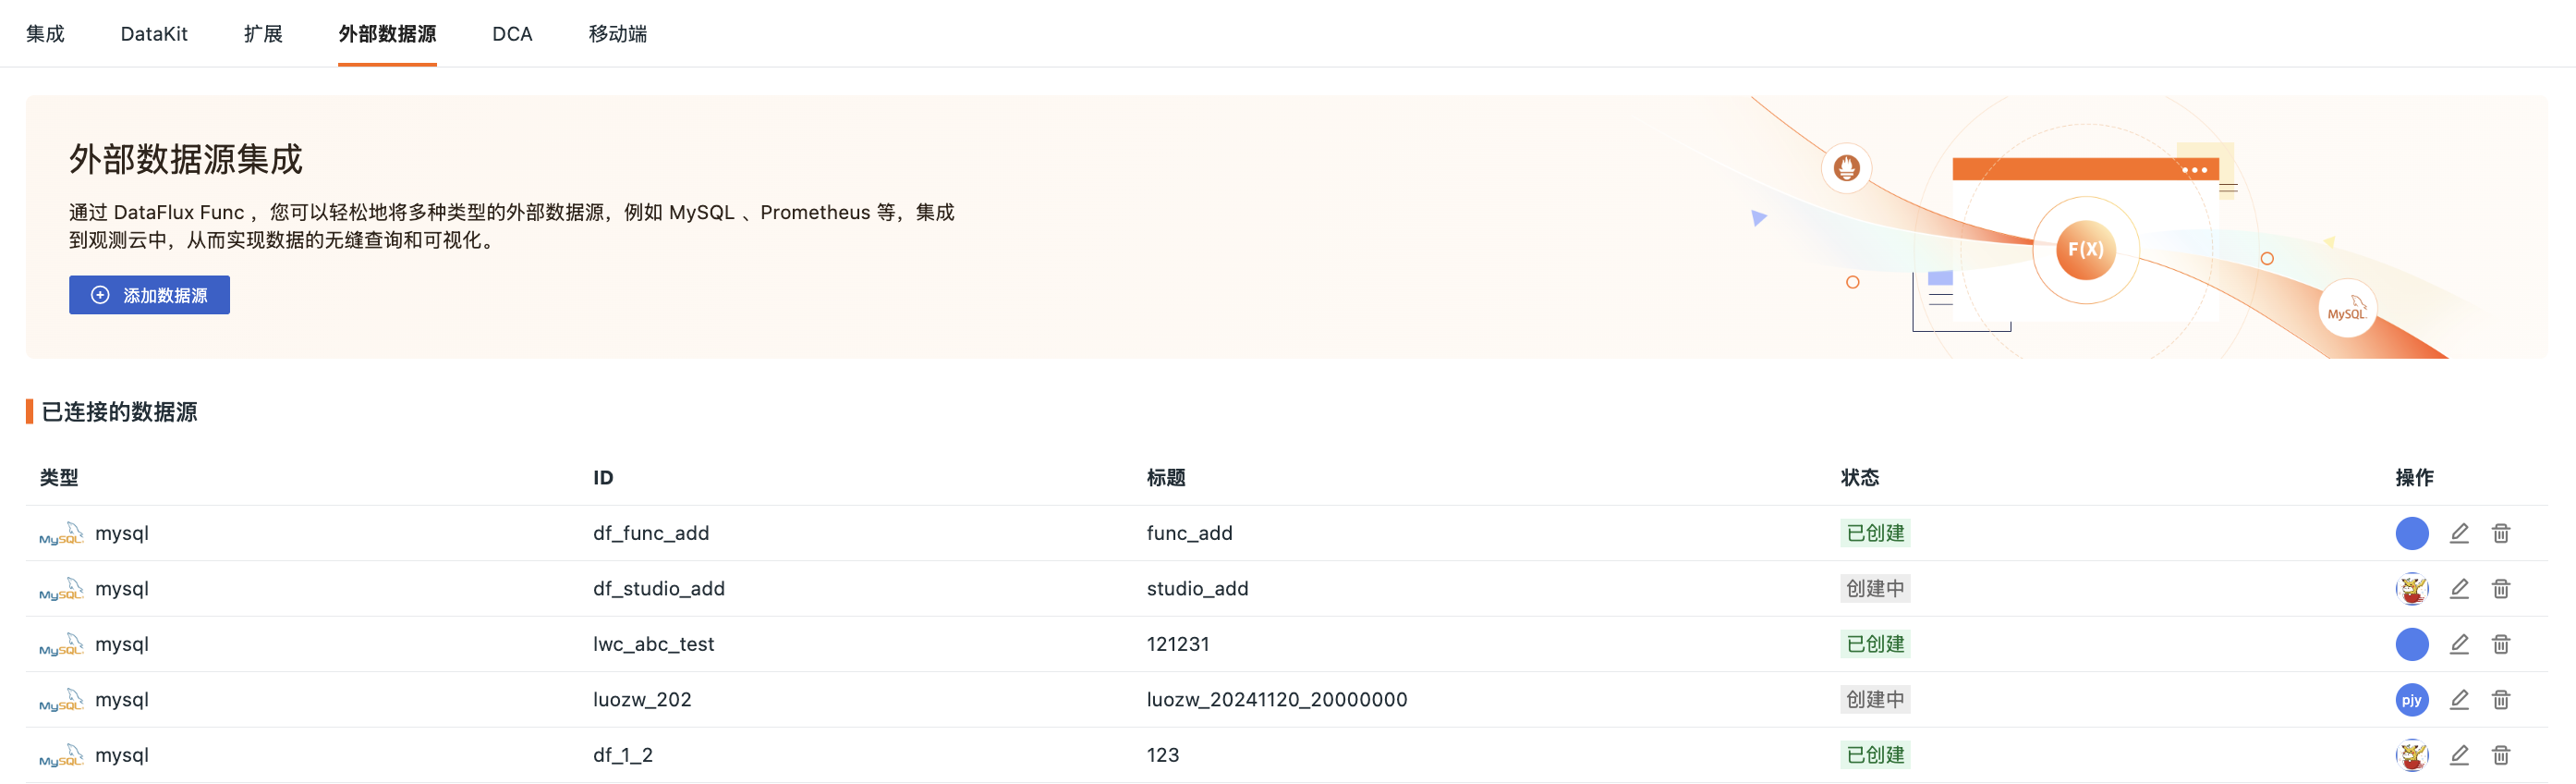 集成 DataKit 扩展 外部数据源 DCA 移动端
外部数据源集成
通过 DataFlux Func ，您可以轻松地将多种类型的外部数据源，例如 MySQL 、Prometheus 等，集成
到观测云中，从而实现数据的无缝查询和可视化。
添加数据源
F(X)
MySQL
已连接的数据源
类型 ID 标题 状态 操作
MySQL mysql df_func_add func_add 已创建
MySQL mysql df_studio_add studio_add 创建中
MySQL mysql lwc_abc_test 121231 已创建
MySQL mysql luozw_202 luozw_20241120_20000000 创建中 pjy
MySQL mysql df_1_2 123 已创建